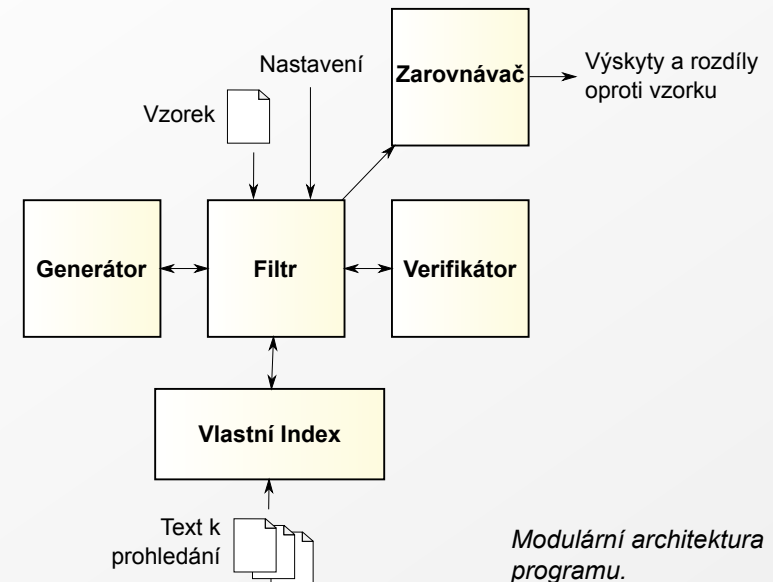 Nastavení
Zarovnávač
Výskyty a rozdíly
oproti vzorku
Vzorek
Generátor
Filtr
Verifikátor
Vlastní Index
Text k
prohledání
Modulární architektura
programu.